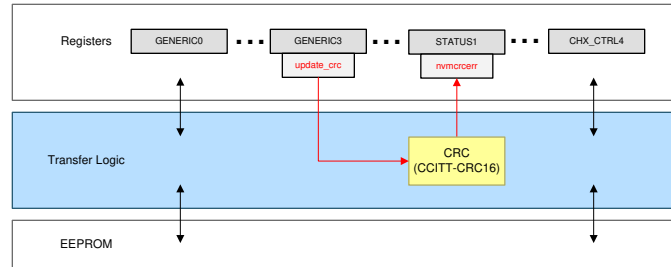 Registers
GENERIC0
GENERIC3
STATUS1
CHX_CTRL4
update_crc
nvmcrcerr
Transfer Logic
CRC
(CCITT-CRC16)
EEPROM